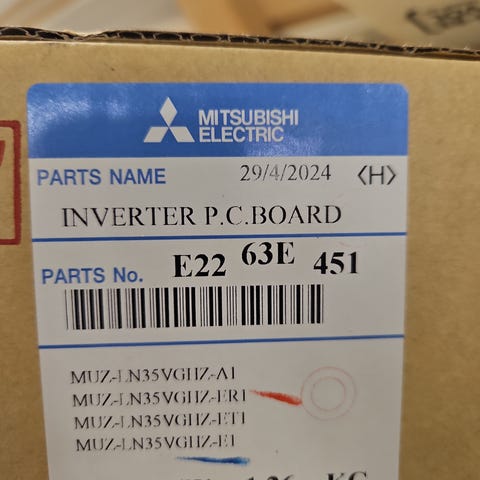 MITSUBISHI
ELECTRIC
PARTS NAME 29/4/2024 <H>
INVERTER P.C.BOARD
PARTS No. E22 63E 451
MUZ-LN35VGHZ-A1
MUZ-LN35VGHZ-ER1
MUZ-LN35VGHZ-ET1
MUZ-LN35VGHZ-E1
KG